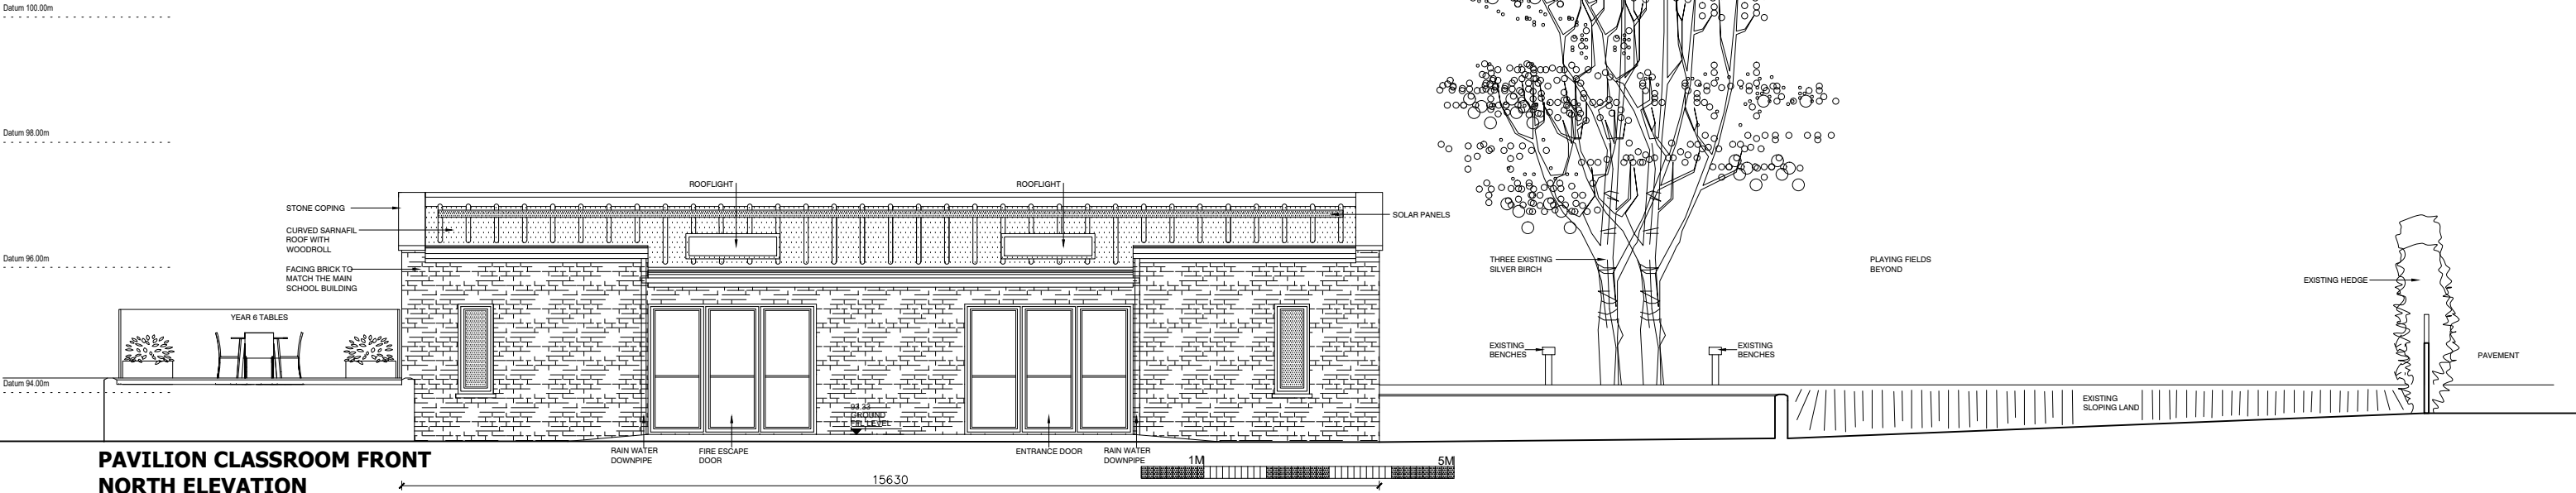 Datum 100.00m
Datum 98.00m
Datum 96.00m
Datum 94.00m
ROOFLIGHT
ROOFLIGHT
STONE COPING
SOLAR PANELS
CURVED SARNAFIL
ROOF WITH
WOODROLL
FACING BRICK TO
MATCH THE MAIN
SCHOOL BUILDING
YEAR 6 TABLES
THREE EXISTING
SILVER BIRCH
PLAYING FIELDS
BEYOND
EXISTING HEDGE
EXISTING
BENCHES
EXISTING
BENCHES
PAVEMENT
EXISTING
SLOPING LAND
GROUND
LEVEL
RAIN WATER
DOWNPIPE
FIRE ESCAPE
DOOR
ENTRANCE DOOR
RAIN WATER
DOWNPIPE
1M
5M
15630
PAVILION CLASSROOM FRONT
NORTH ELEVATION